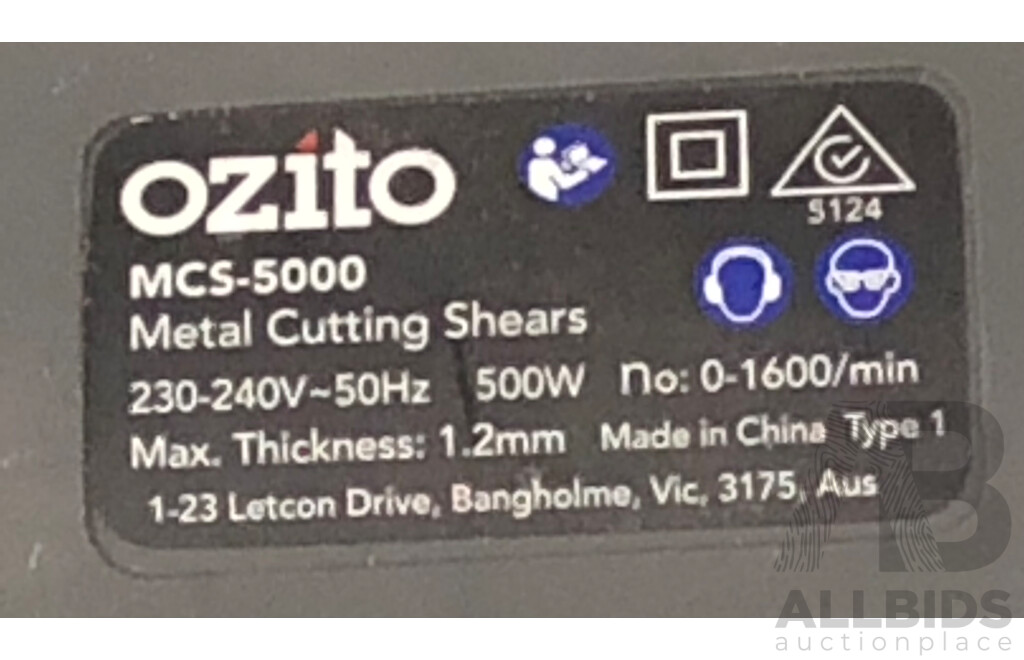 ozito
S124
MCS-5000
Metal Cutting Shears
230-240V~50Hz 500W no: 0-1600/min
Max. Thickness: 1.2mm Made in China Type 1
1-23 Letcon Drive, Bangholme, Vic, 3175, Aus
AB
ALLBIDS
auctionplace